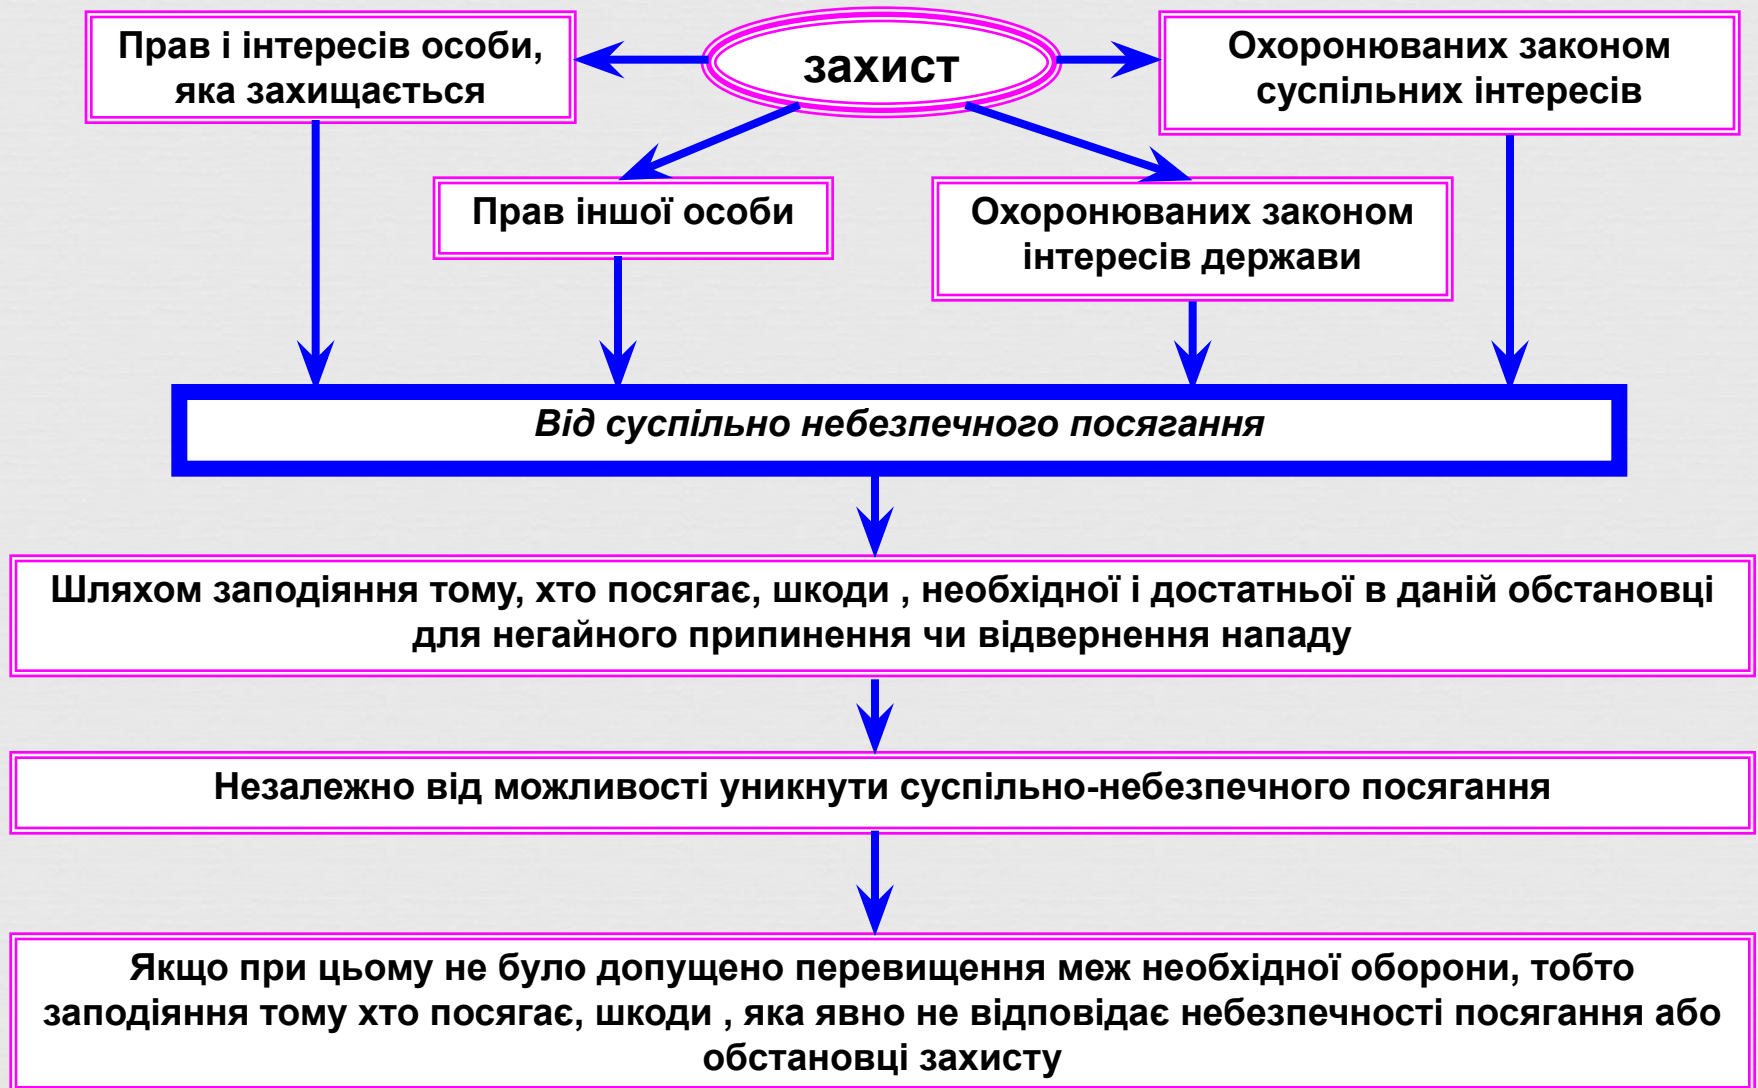 Прав і інтересів особи,
яка захищається
захист
Охоронюваних законом
суспільних інтересів
Прав іншої особи
Охоронюваних законом
інтересів держави
Від суспільно небезпечного посягання
Шляхом заподіяння тому, хто посягає, шкоди , необхідної і достатньої в даній обстановці
для негайного припинення чи відвернення нападу
Незалежно від можливості уникнути суспільно-небезпечного посягання
Якщо при цьому не було допущено перевищення меж необхідної оборони, тобто
заподіяння тому хто посягає, шкоди , яка явно не відповідає небезпечності посягання або
обстановці захисту